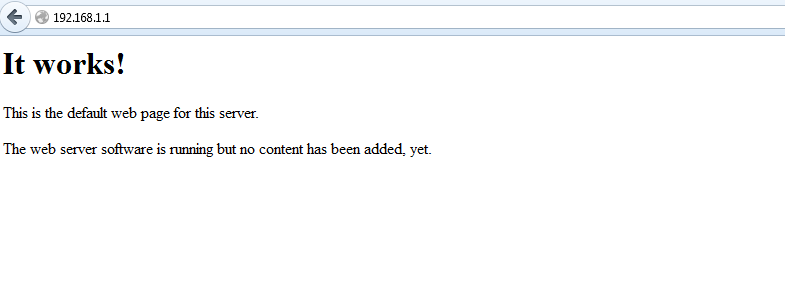 192.168.1.1
It works!
This is the default web page for this server.
The web server software is running but no content has been added, yet.